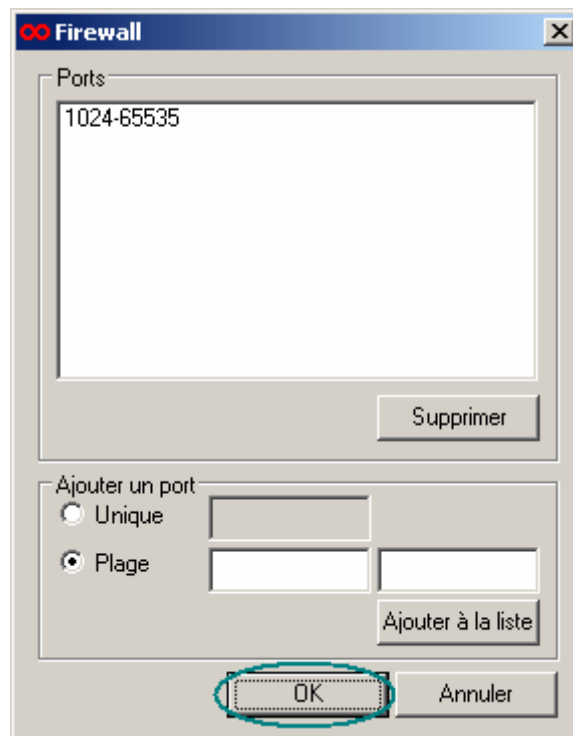 Firewall
Ports
1024-65535
Supprimer
Ajouter un port
Unique
Plage
Ajouter à la liste
OK
Annuler